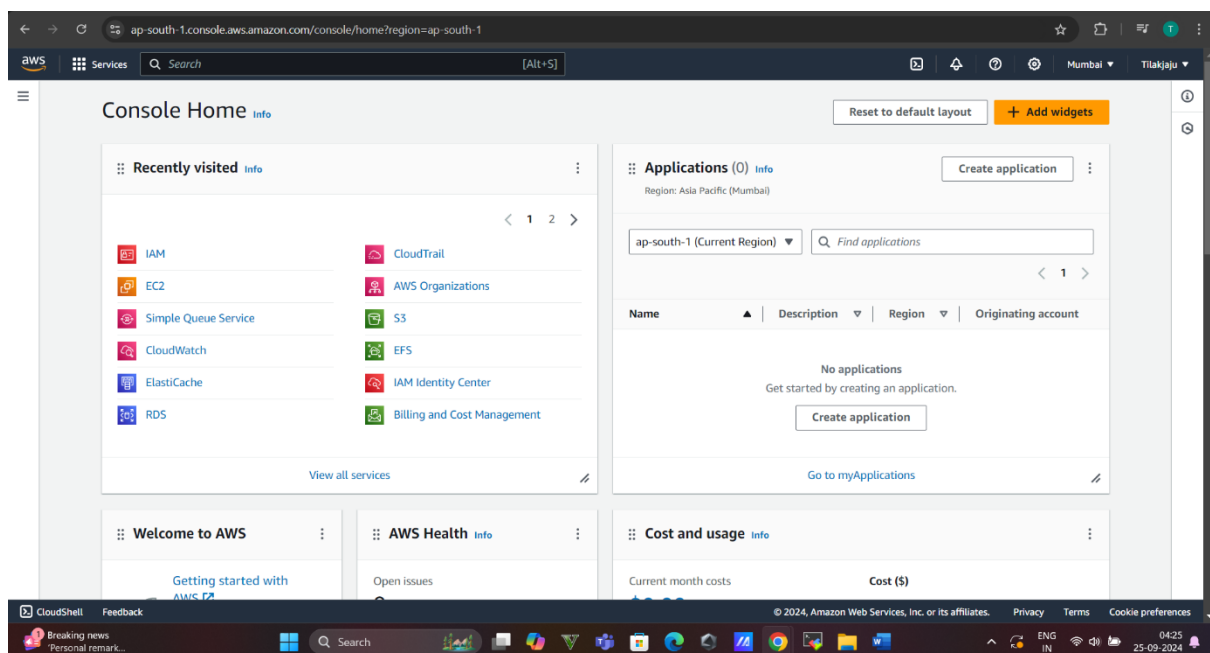 ap-south-1.console.aws.amazon.com/console/home?region=ap-south-1
T
aws Services Search [Alt+S] Mumbai Tilakjaju
Console Home Info Reset to default layout + Add widgets
Recently visited Info
1 2
IAM
EC2
Simple Queue Service
CloudWatch
ElastiCache
RDS
CloudTrail
AWS Organizations
S3
EFS
IAM Identity Center
Billing and Cost Management
View all services
Applications (0) Info Create application
Region: Asia Pacific (Mumbai)
ap-south-1 (Current Region) Find applications
1
Name Description Region Originating account
No applications
Get started by creating an application.
Create application
Go to myApplications
Welcome to AWS
Getting started with
AWS
AWS Health Info
Open issues
Cost and usage Info
Current month costs Cost ($)
CloudShell Feedback © 2024, Amazon Web Services, Inc. or its affiliates. Privacy Terms Cookie preferences
1
Breaking news
'Personal remark...
Search
ENG
IN
04:25
25-09-2024